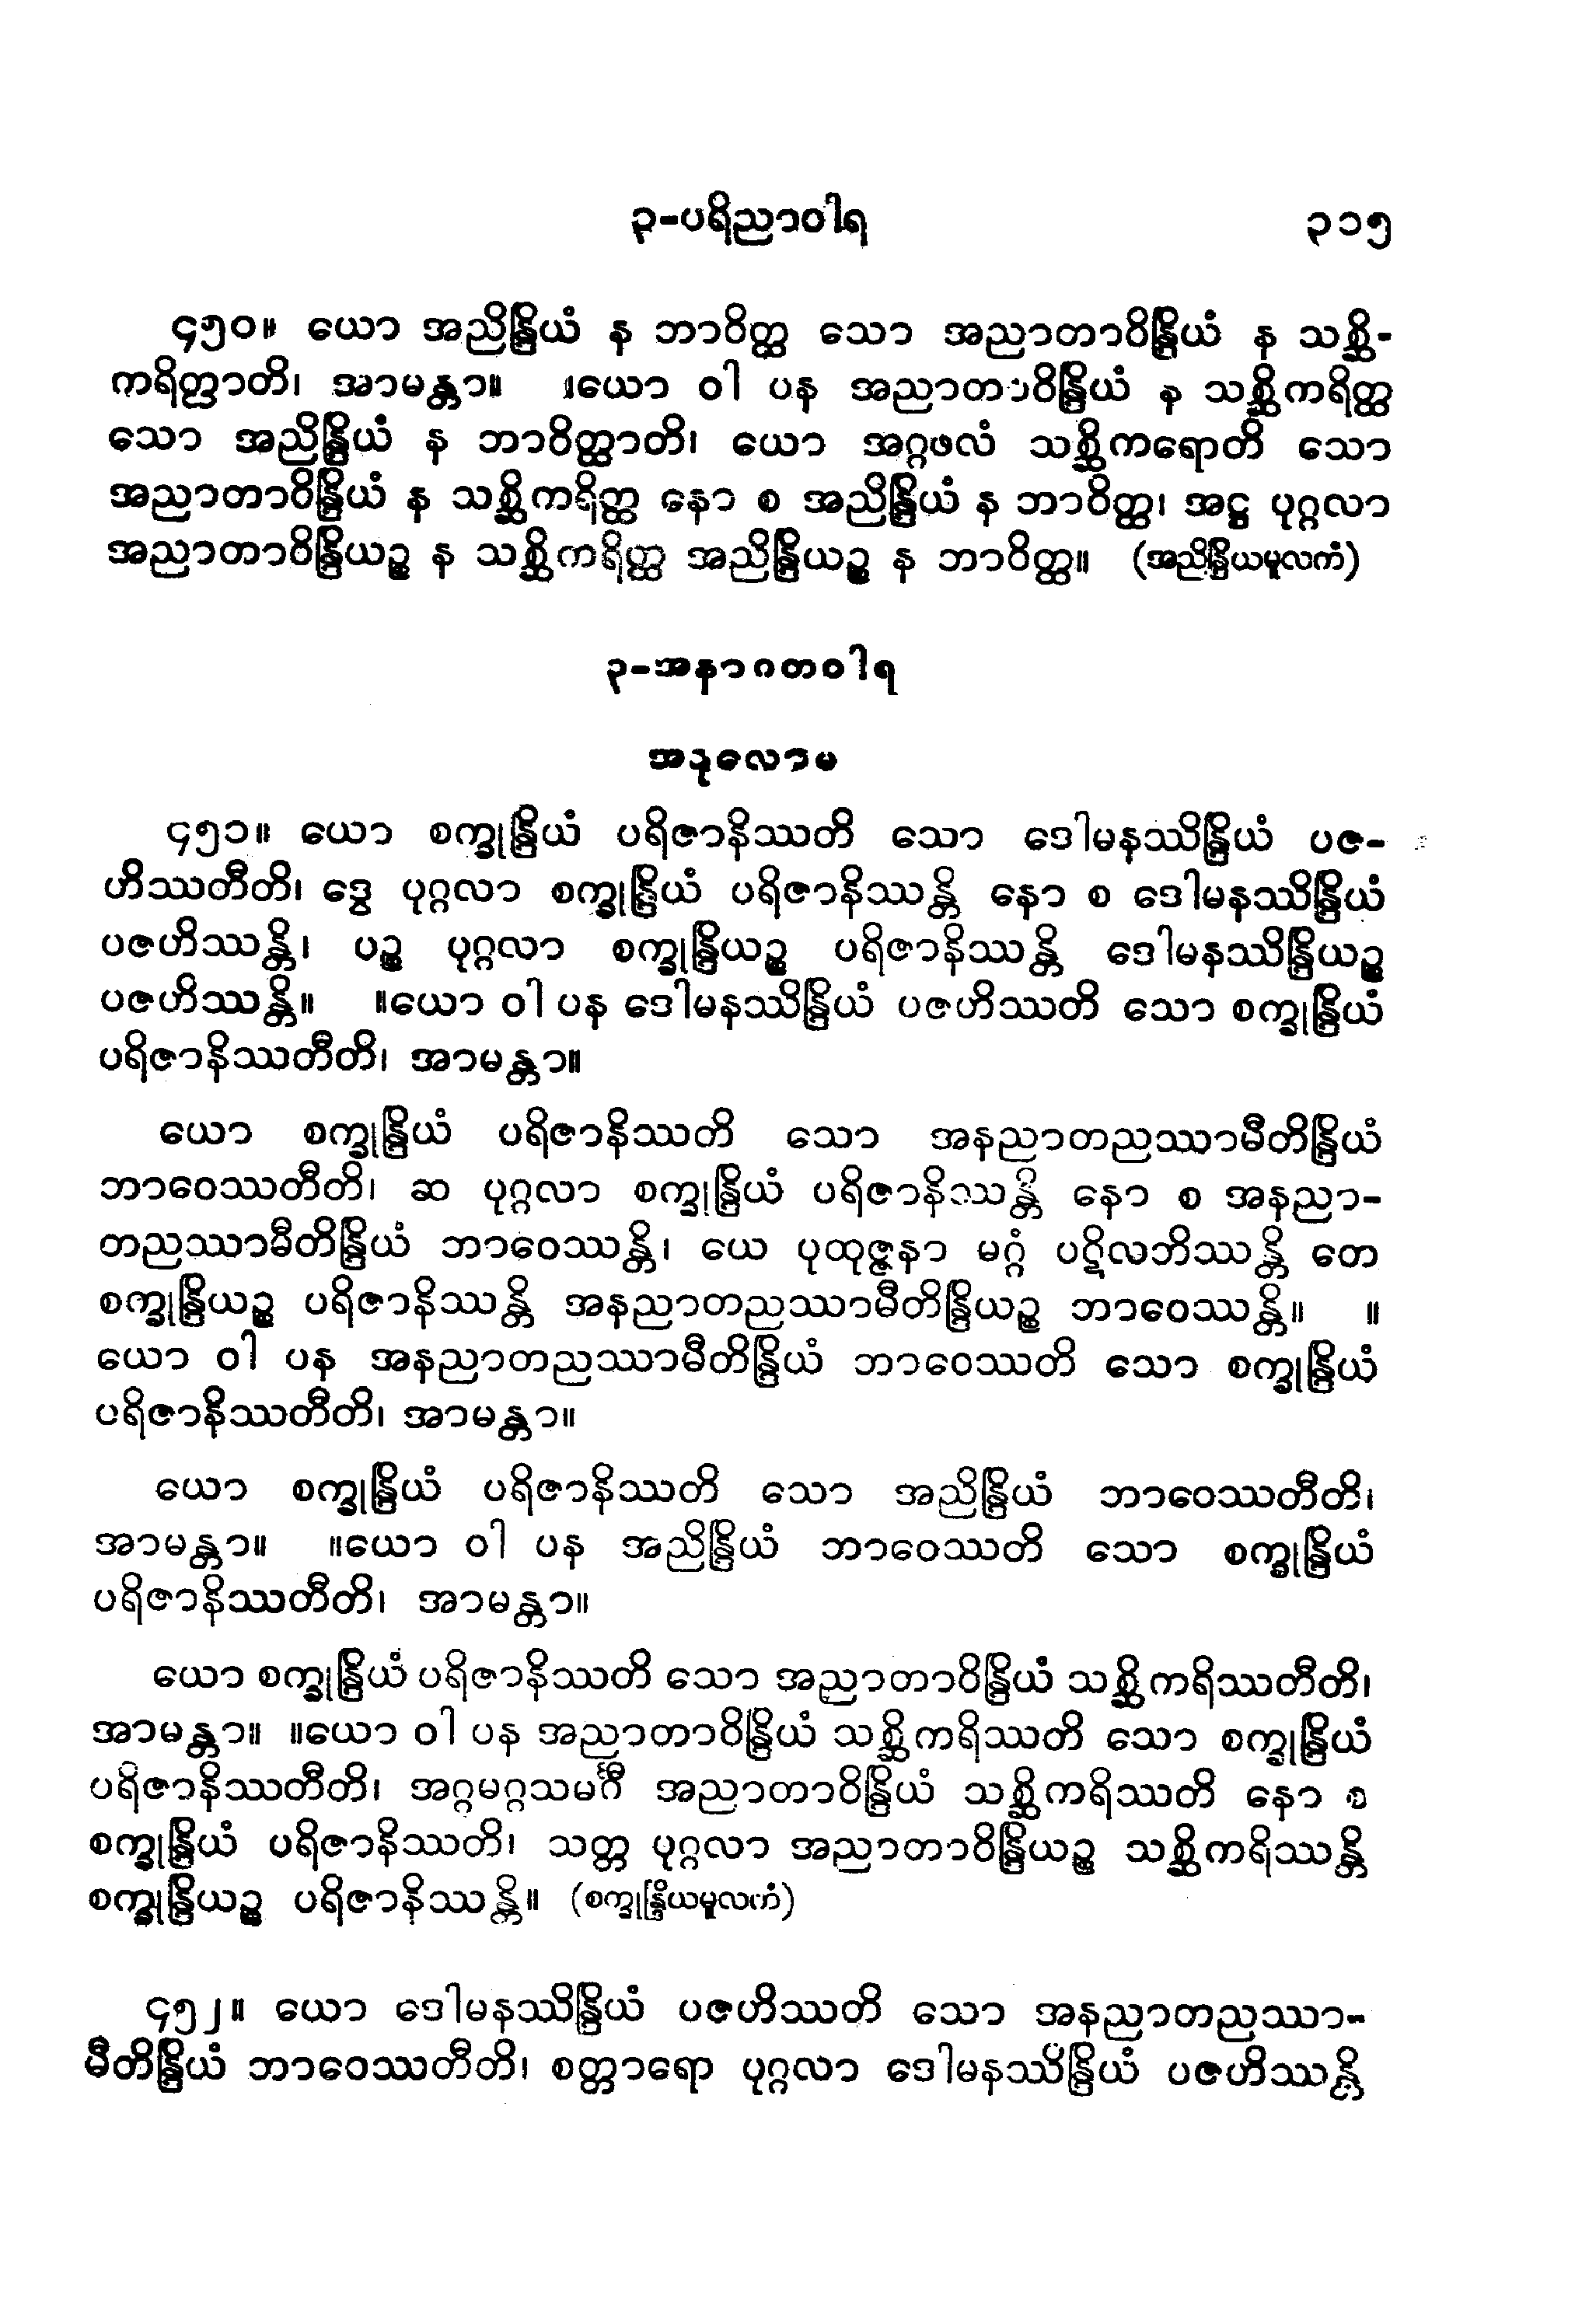 ၃-ပရိညာဝါရ ၃၁၅
၄၅၀။ ယော အညိန္ဒြိယံ န ဘာဝိတ္ထ သော အညာတာဝိန္ဒြိယံ န သစ္ဆိ-
ကရိတ္ထာတိ၊ အာမန္တာ။ ။ယော ဝါ ပန အညာတာဝိန္ဒြိယံ န သစ္ဆိကရိတ္ထ
သော အညိန္ဒြိယံ န ဘာဝိတ္ထာတိ၊ ယော အဂ္ဂဖလံ သစ္ဆိကရောတိ သော
အညာတာဝိန္ဒြိယံ န သစ္ဆိကရိတ္ထ နော စ အညိန္ဒြိယံ န ဘာဝိတ္ထ၊ အဋ္ဌ ပုဂ္ဂလာ
အညာတာဝိန္ဒြိယဉ္စ န သစ္ဆိကရိတ္ထ အညိန္ဒြိယဉ္စ န ဘာဝိတ္ထ။ (အညိန္ဒြိယမူလကံ)
၃-အနာဂတဝါရ
အနုလောမ
၄၅၁။ ယော စက္ခုန္ဒြိယံ ပရိဇာနိဿတိ သော ဒေါမနဿိန္ဒြိယံ ပဇ-
ဟိဿတီတိ၊ ဒွေ ပုဂ္ဂလာ စက္ခုန္ဒြိယံ ပရိဇာနိဿန္တိ နော စ ဒေါမနဿိန္ဒြိယံ
ပဇဟိဿန္တိ၊ ပဉ္စ ပုဂ္ဂလာ စက္ခုန္ဒြိယဉ္စ ပရိဇာနိဿန္တိ ဒေါမနဿိန္ဒြိယဉ္စ
ပဇဟိဿန္တိ။ ။ယော ဝါ ပန ဒေါမနဿိန္ဒြိယံ ပဇဟိဿတိ သော စက္ခုန္ဒြိယံ
ပရိဇာနိဿတီတိ၊ အာမန္တာ။
ယော စက္ခုန္ဒြိယံ ပရိဇာနိဿတိ သော အနညာတညဿာမီတိန္ဒြိယံ
ဘာဝေဿတီတိ၊ ဆ ပုဂ္ဂလာ စက္ခုန္ဒြိယံ ပရိဇာနိဿန္တိ နော စ အနညာ-
တညဿာမီတိန္ဒြိယံ ဘာဝေဿန္တိ၊ ယေ ပုထုဇ္ဇနာ မဂ္ဂံ ပဋိလဘိဿန္တိ တေ
စက္ခုန္ဒြိယဉ္စ ပရိဇာနိဿန္တိ အနညာတညဿာမီတိန္ဒြိယဉ္စ ဘာဝေဿန္တိ။ ။
ယော ဝါ ပန အနညာတညဿာမီတိန္ဒြိယံ ဘာဝေဿတိ သော စက္ခုန္ဒြိယံ
ပရိဇာနိဿတီတိ၊ အာမန္တာ။
ယော စက္ခုန္ဒြိယံ ပရိဇာနိဿတိ သော အညိန္ဒြိယံ ဘာဝေဿတီတိ၊
အာမန္တာ။ ။ယော ဝါ ပန အညိန္ဒြိယံ ဘာဝေဿတိ သော စက္ခုန္ဒြိယံ
ပရိဇာနိဿတီတိ၊ အာမန္တာ။
ယော စက္ခုန္ဒြိယံ ပရိဇာနိဿတိ သော အညာတာဝိန္ဒြိယံ သစ္ဆိကရိဿတီတိ၊
အာမန္တာ။ ။ယော ဝါ ပန အညာတာဝိန္ဒြိယံ သစ္ဆိကရိဿတိ သော စက္ခုန္ဒြိယံ
ပရိဇာနိဿတီတိ၊ အဂ္ဂမဂ္ဂသမင်္ဂီ အညာတာဝိန္ဒြိယံ သစ္ဆိကရိဿတိ နော စ
စက္ခုန္ဒြိယံ ပရိဇာနိဿတိ၊ သတ္တ ပုဂ္ဂလာ အညာတာဝိန္ဒြိယဉ္စ သစ္ဆိကရိဿန္တိ
စက္ခုန္ဒြိယဉ္စ ပရိဇာနိဿန္တိ။ (စက္ခုန္ဒြိယမူလကံ)
၄၅၂။ ယော ဒေါမနဿိန္ဒြိယံ ပဇဟိဿတိ သော အနညာတညဿာ-
မီတိန္ဒြိယံ ဘာဝေဿတီတိ၊ စတ္တာရော ပုဂ္ဂလာ ဒေါမနဿိန္ဒြိယံ ပဇဟိဿန္တိ